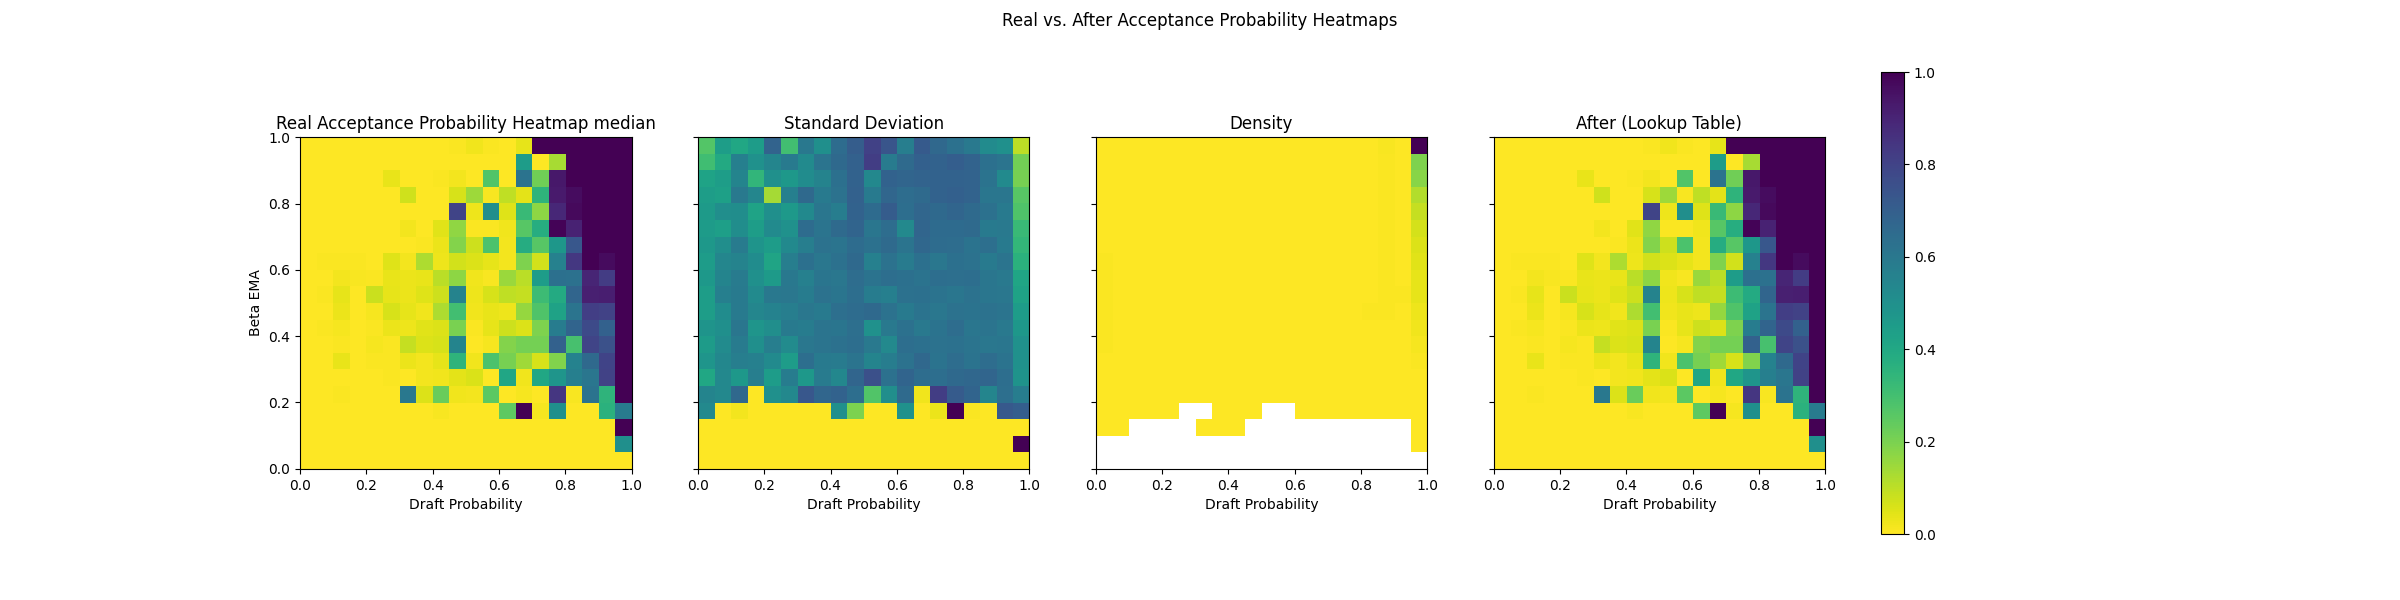 Real vs. After Acceptance Probability Heatmaps
Real Acceptance Probability Heatmap median
Standard Deviation
Density
After (Lookup Table)
1.0
0.8
0.6
0.4
0.2
0.0
Beta EMA
0.0 0.2 0.4 0.6 0.8 1.0
Draft Probability
0.0 0.2 0.4 0.6 0.8 1.0
Draft Probability
0.0 0.2 0.4 0.6 0.8 1.0
Draft Probability
0.0 0.2 0.4 0.6 0.8 1.0
Draft Probability
1.0
0.8
0.6
0.4
0.2
0.0